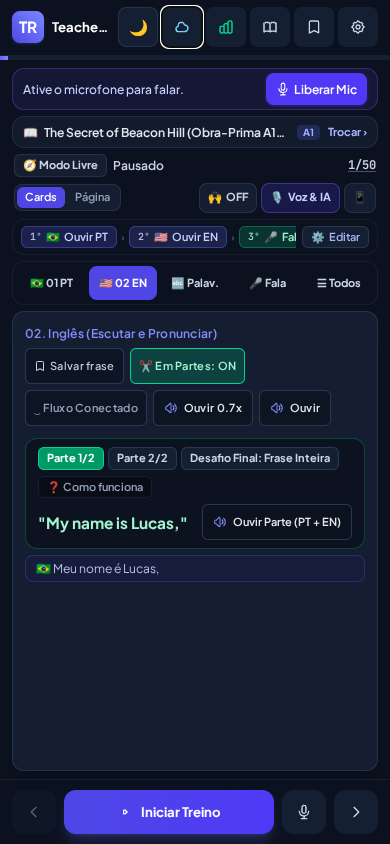 TR Teache...
Ative o microfone para falar. Liberar Mic
The Secret of Beacon Hill (Obra-Prima A1... A1 Trocar ›
Modo Livre Pausado 1/50
Cards Página OFF Voz & IA
1° Ouvir PT › 2° Ouvir EN › 3° Fal Editar
01 PT 02 EN Palav. Fala Todos
02. Inglês (Escutar e Pronunciar)
Salvar frase Em Partes: ON
Fluxo Conectado Ouvir 0.7x Ouvir
Parte 1/2 Parte 2/2 Desafio Final: Frase Inteira
Como funciona
"My name is Lucas," Ouvir Parte (PT + EN)
Meu nome é Lucas,
Iniciar Treino